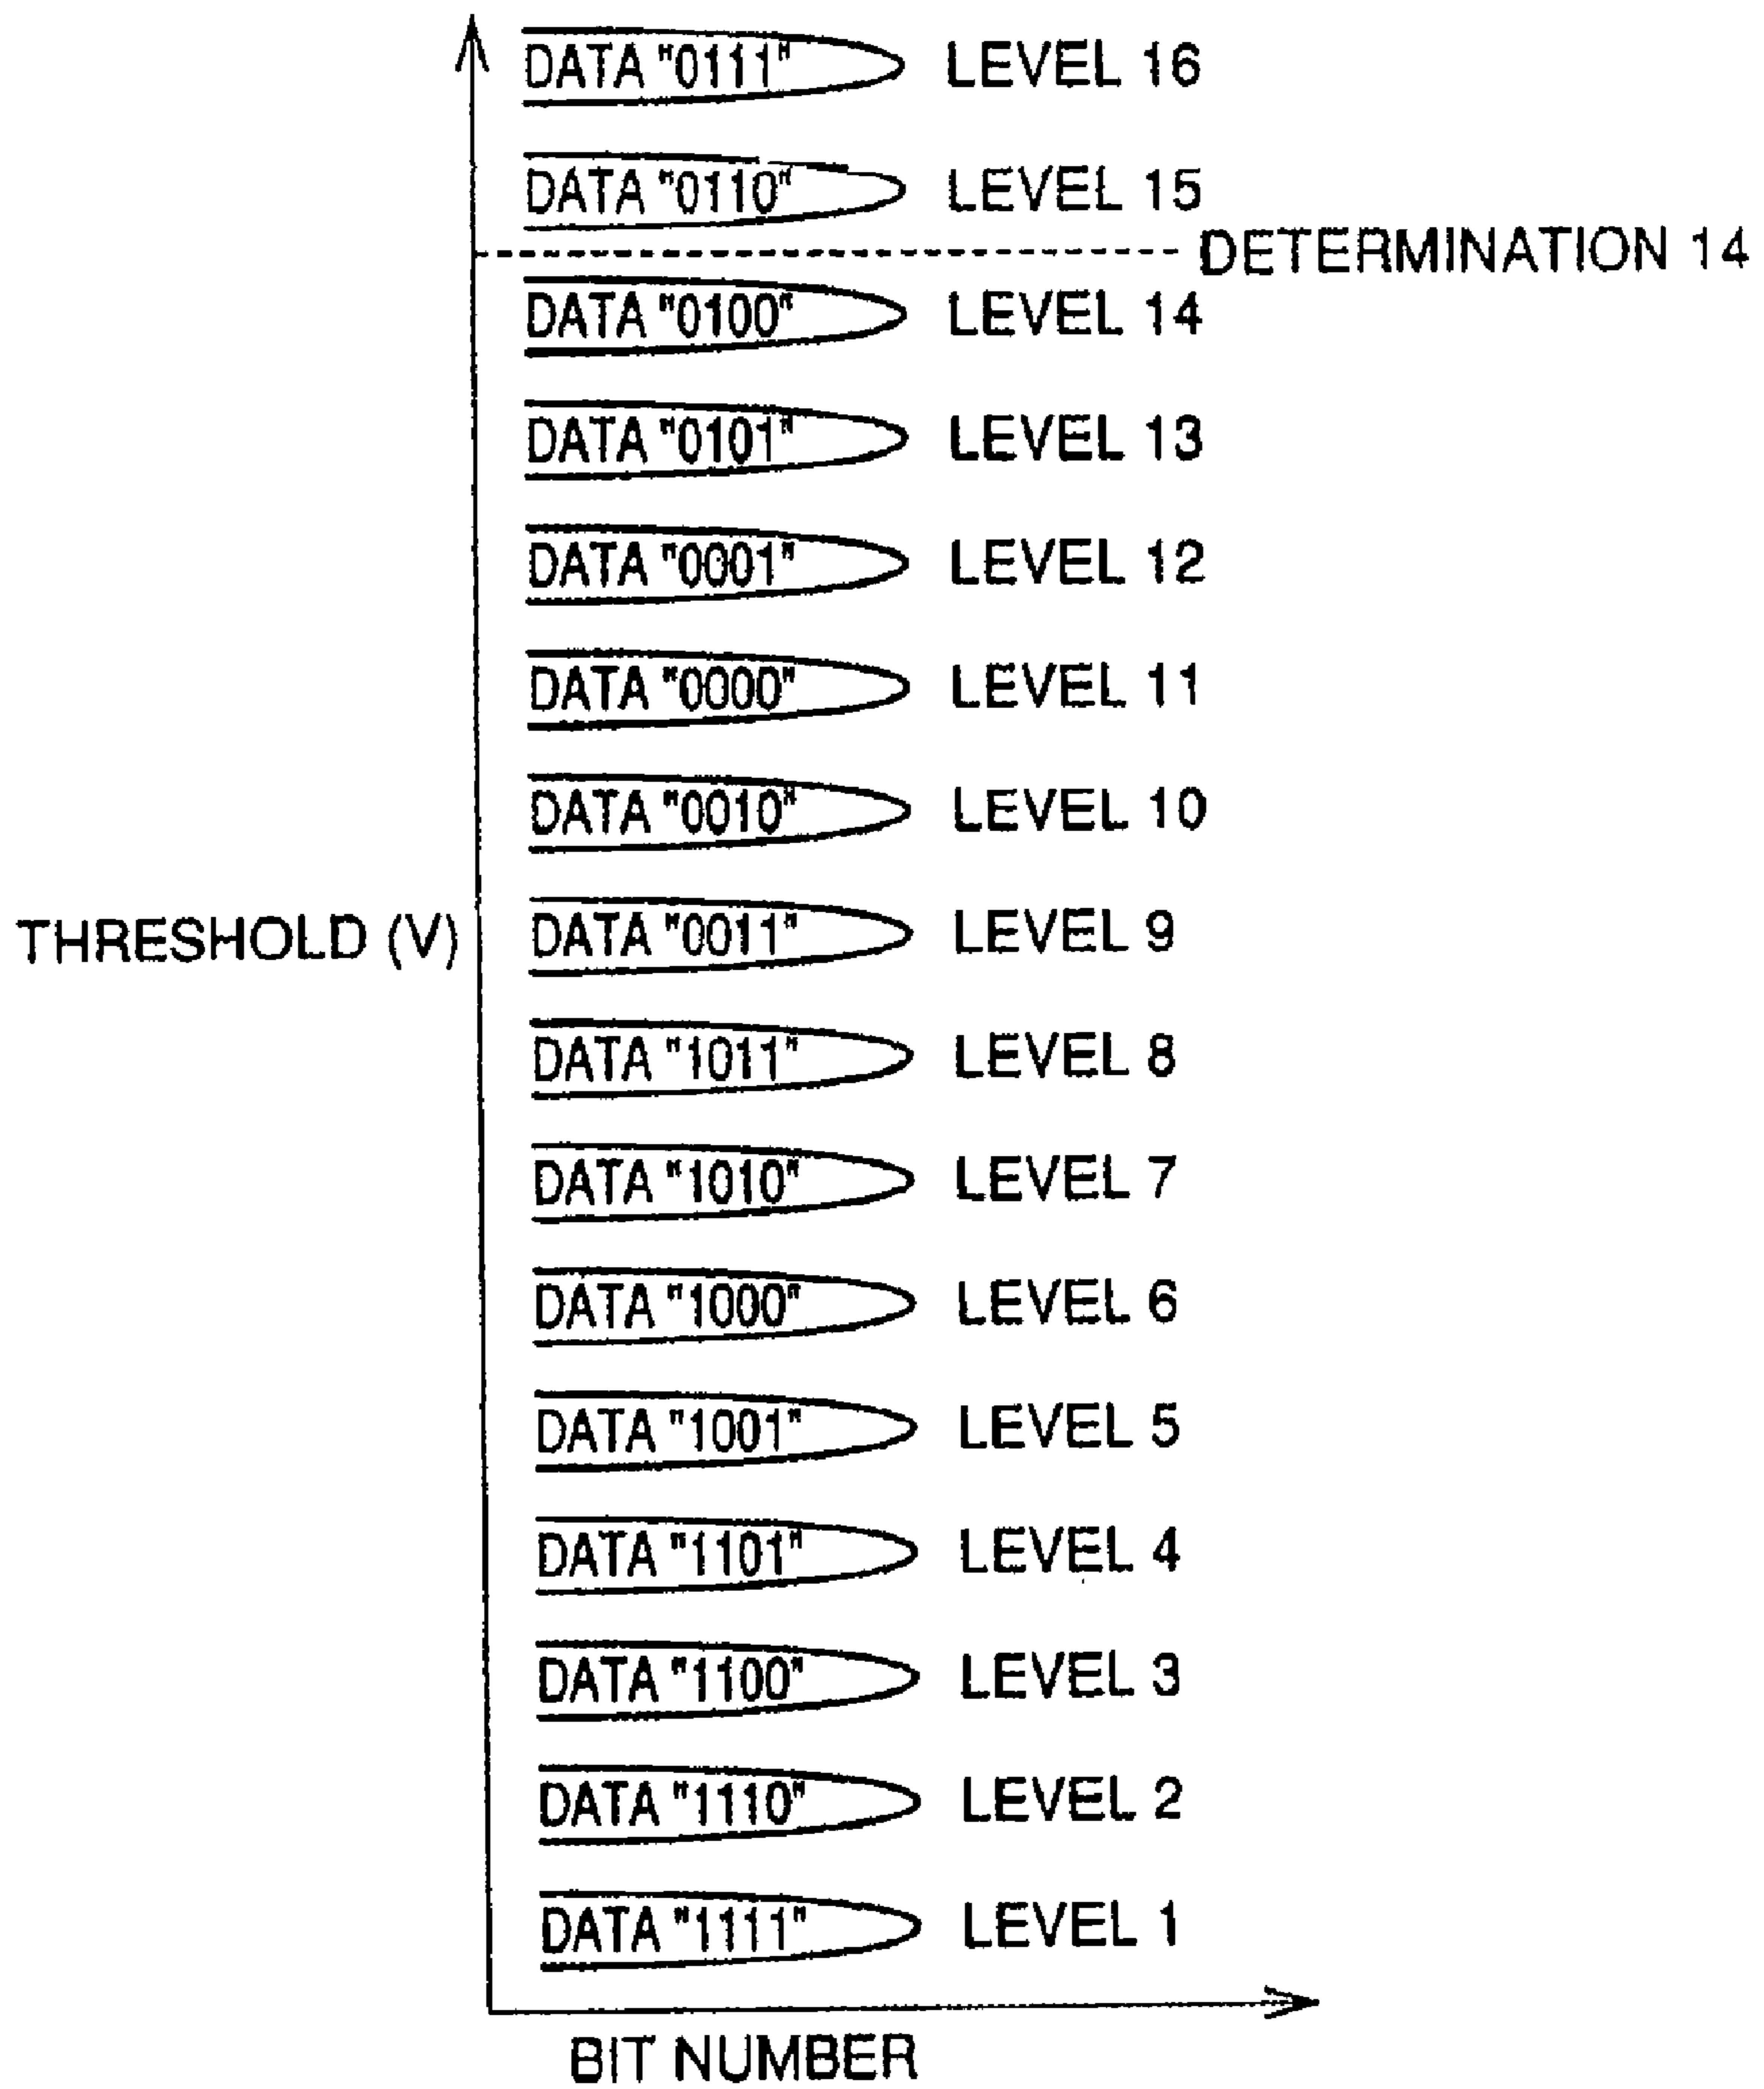 DATA "0111" LEVEL 16
DATA "0110" LEVEL 15
DETERMINATION 14
DATA "0100" LEVEL 14
DATA "0101" LEVEL 13
DATA "0001" LEVEL 12
DATA "0000" LEVEL 11
DATA "0010" LEVEL 10
THRESHOLD (V) DATA "0011" LEVEL 9
DATA "1011" LEVEL 8
DATA "1010" LEVEL 7
DATA "1000" LEVEL 6
DATA "1001" LEVEL 5
DATA "1101" LEVEL 4
DATA "1100" LEVEL 3
DATA "1110" LEVEL 2
DATA "1111" LEVEL 1
BIT NUMBER